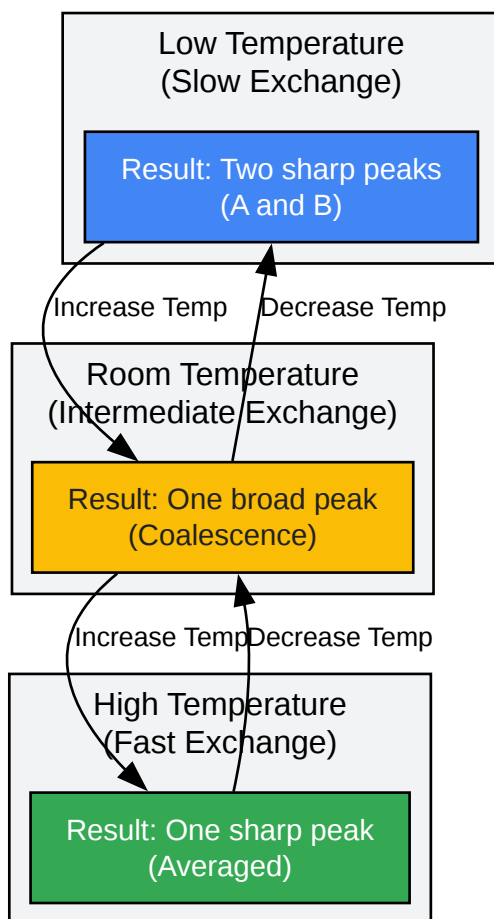 Low Temperature
(Slow Exchange)
Result: Two sharp peaks
(A and B)
Increase Temp
Decrease Temp
Room Temperature
(Intermediate Exchange)
Result: One broad peak
(Coalescence)
Increase Temp
Decrease Temp
High Temperature
(Fast Exchange)
Result: One sharp peak
(Averaged)